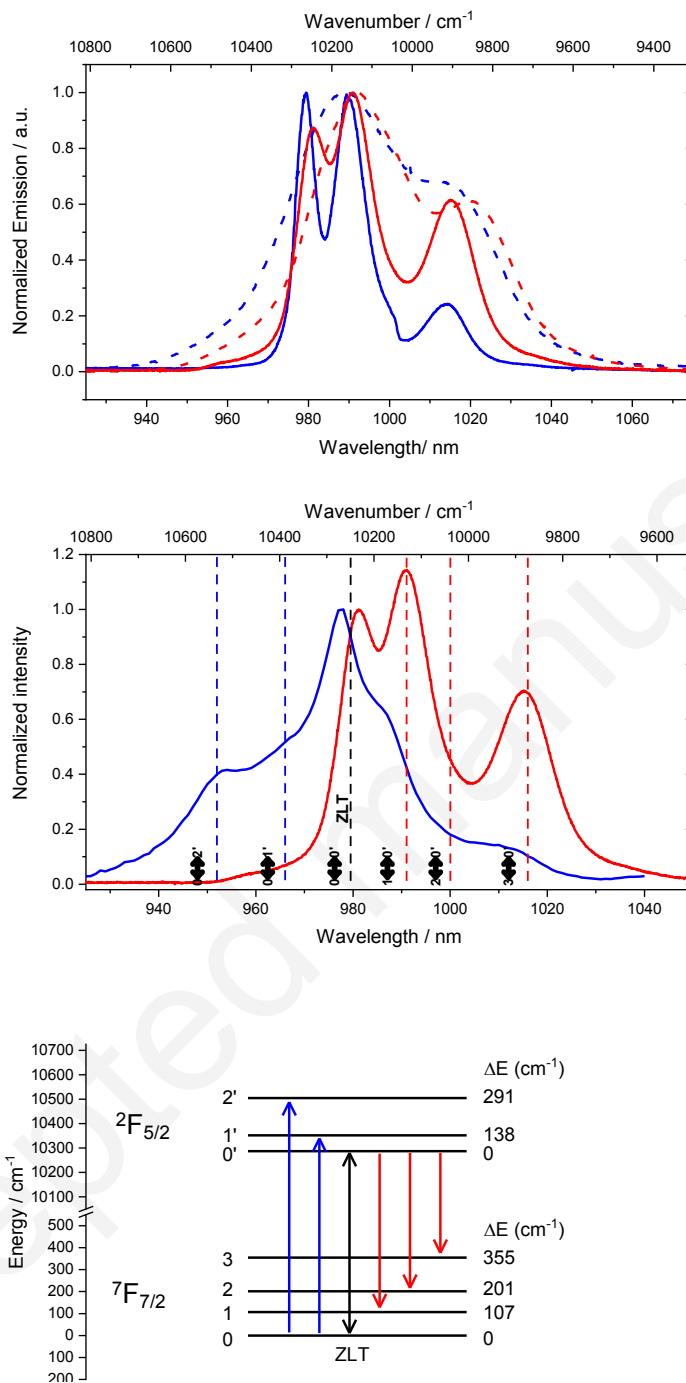 Wavenumber / cm-1
10800 10600 10400 10200 10000 9800 9600 9400
Normalized Emission / a.u.
1.0
0.8
0.6
0.4
0.2
0.0
940 960 980 1000 1020 1040 1060
Wavelength/ nm
Wavenumber / cm-1
10800 10600 10400 10200 10000 9800 9600
Normalized intensity
1.2
1.0
0.8
0.6
0.4
0.2
0.0
ZLT
940 960 980 1000 1020 1040
Wavelength / nm
Energy / cm-1
10700
10600
10500
10400
10300
10200
10100
500
400
300
200
100
0
100
200
2F5/2
7F7/2
ΔE (cm-1)
2' 291
1' 138
0' 0
ΔE (cm-1)
3 355
2 201
1 107
0 0
ZLT
epted manus